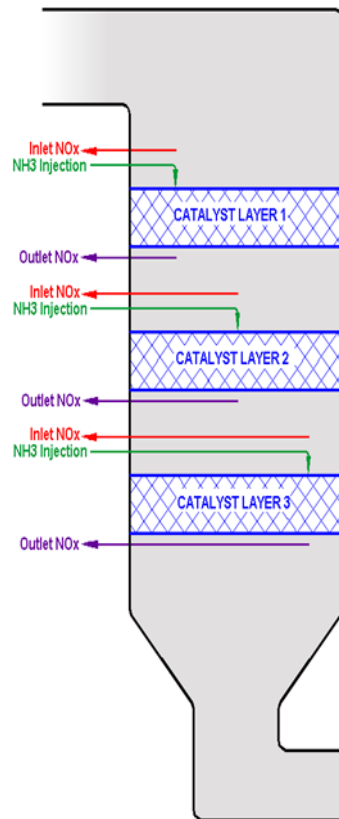 Inlet NOx
NH3 Injection
CATALYST LAYER 1
Outlet NOx
Inlet NOx
NH3 Injection
CATALYST LAYER 2
Outlet NOx
Inlet NOx
NH3 Injection
CATALYST LAYER 3
Outlet NOx